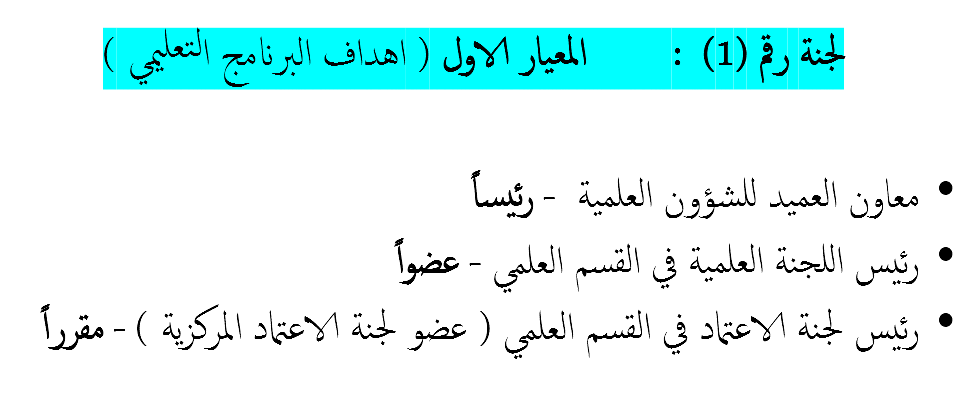 لجنة رقم (1) : المعيار الاول ( اهداف البرنامج التعليمي )
• معاون العميد للشؤون العلمية - رئيساً
• رئيس اللجنة العلمية في القسم العلمي - عضواً
• رئيس لجنة الاعتماد في القسم العلمي ( عضو لجنة الاعتماد المركزية ) - مقرراً